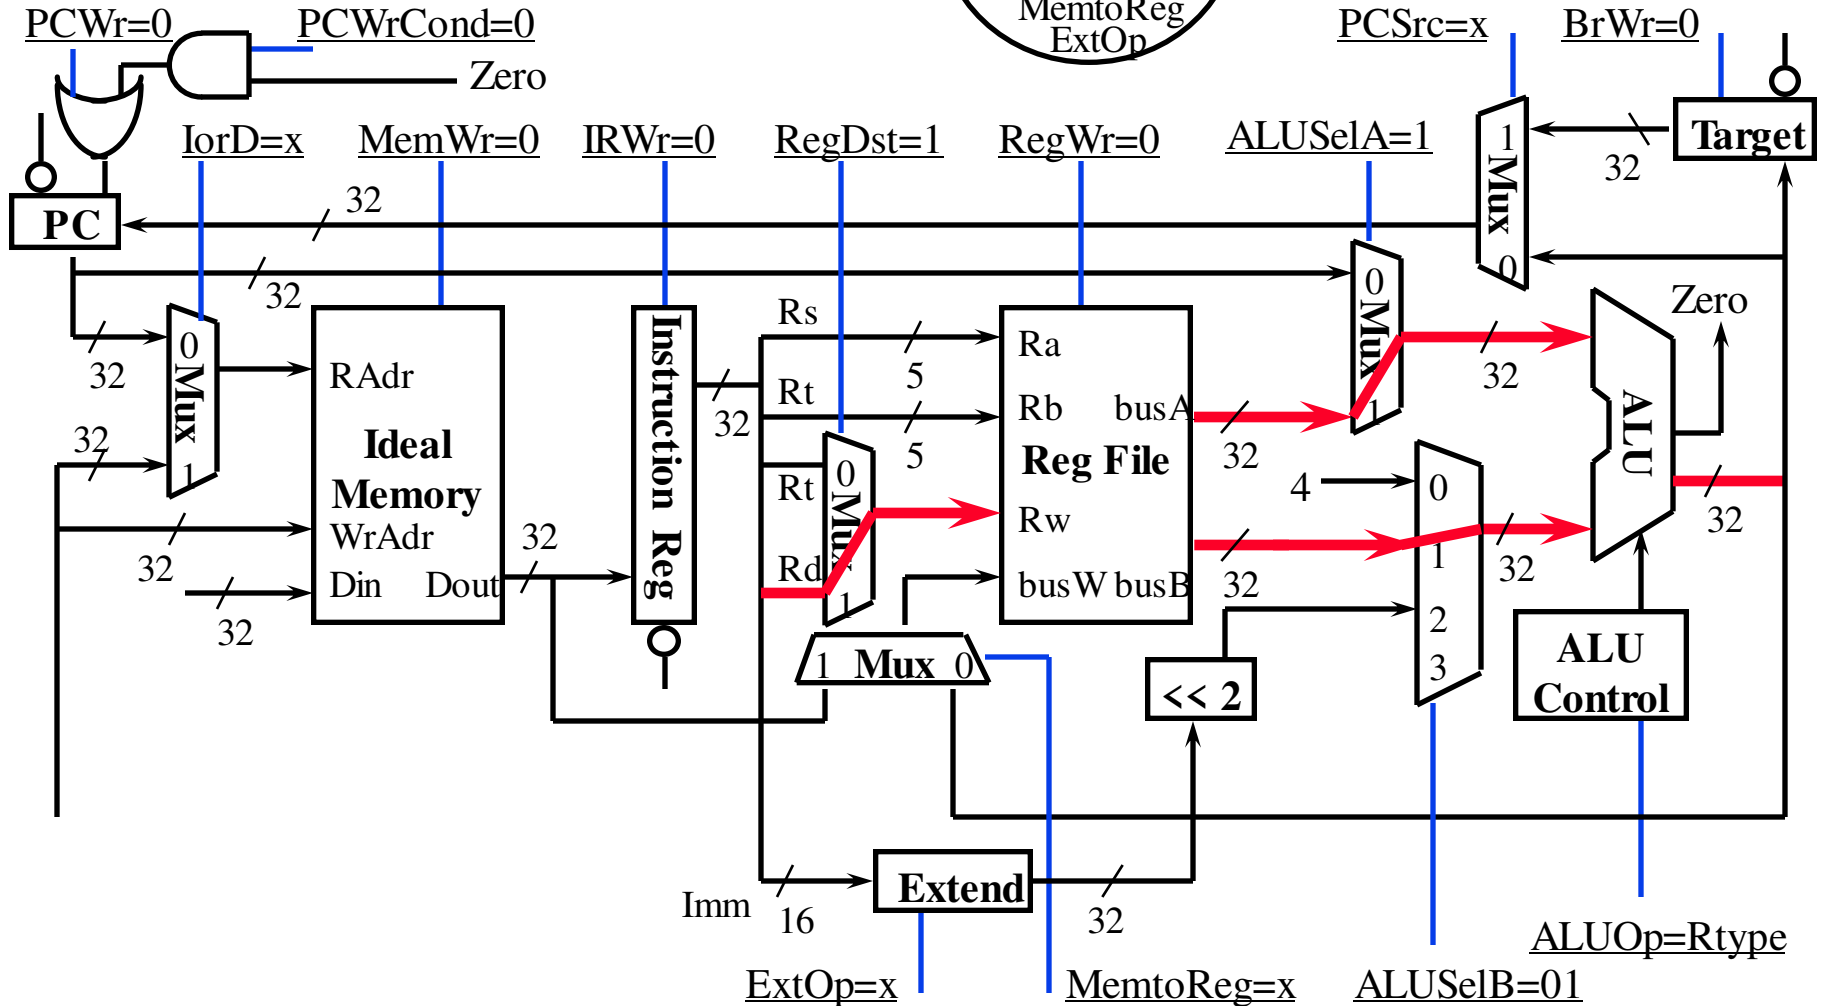 MemtoReg
ExtOp
PCWr=0
PCWrCond=0
PCSrc=x
BrWr=0
Zero
IorD=x
MemWr=0
IRWr=0
RegDst=1
RegWr=0
ALUSelA=1
1
Mux
0
Target
32
PC
32
32
0
Mux
1
32
32
RAdr
Ideal
Memory
WrAdr
Din
Dout
32
32
32
Instruction Reg
32
Rs
5
Rt
5
Rt
Rd
0
Mux
1
Ra
Rb
busA
Reg File
Rw
busW
busB
32
32
0
Mux
1
32
4
0
1
2
3
32
ALU
Zero
32
1 Mux 0
<< 2
ALU
Control
Imm
16
Extend
32
ALUOp=Rtype
ExtOp=x
MemtoReg=x
ALUSelB=01